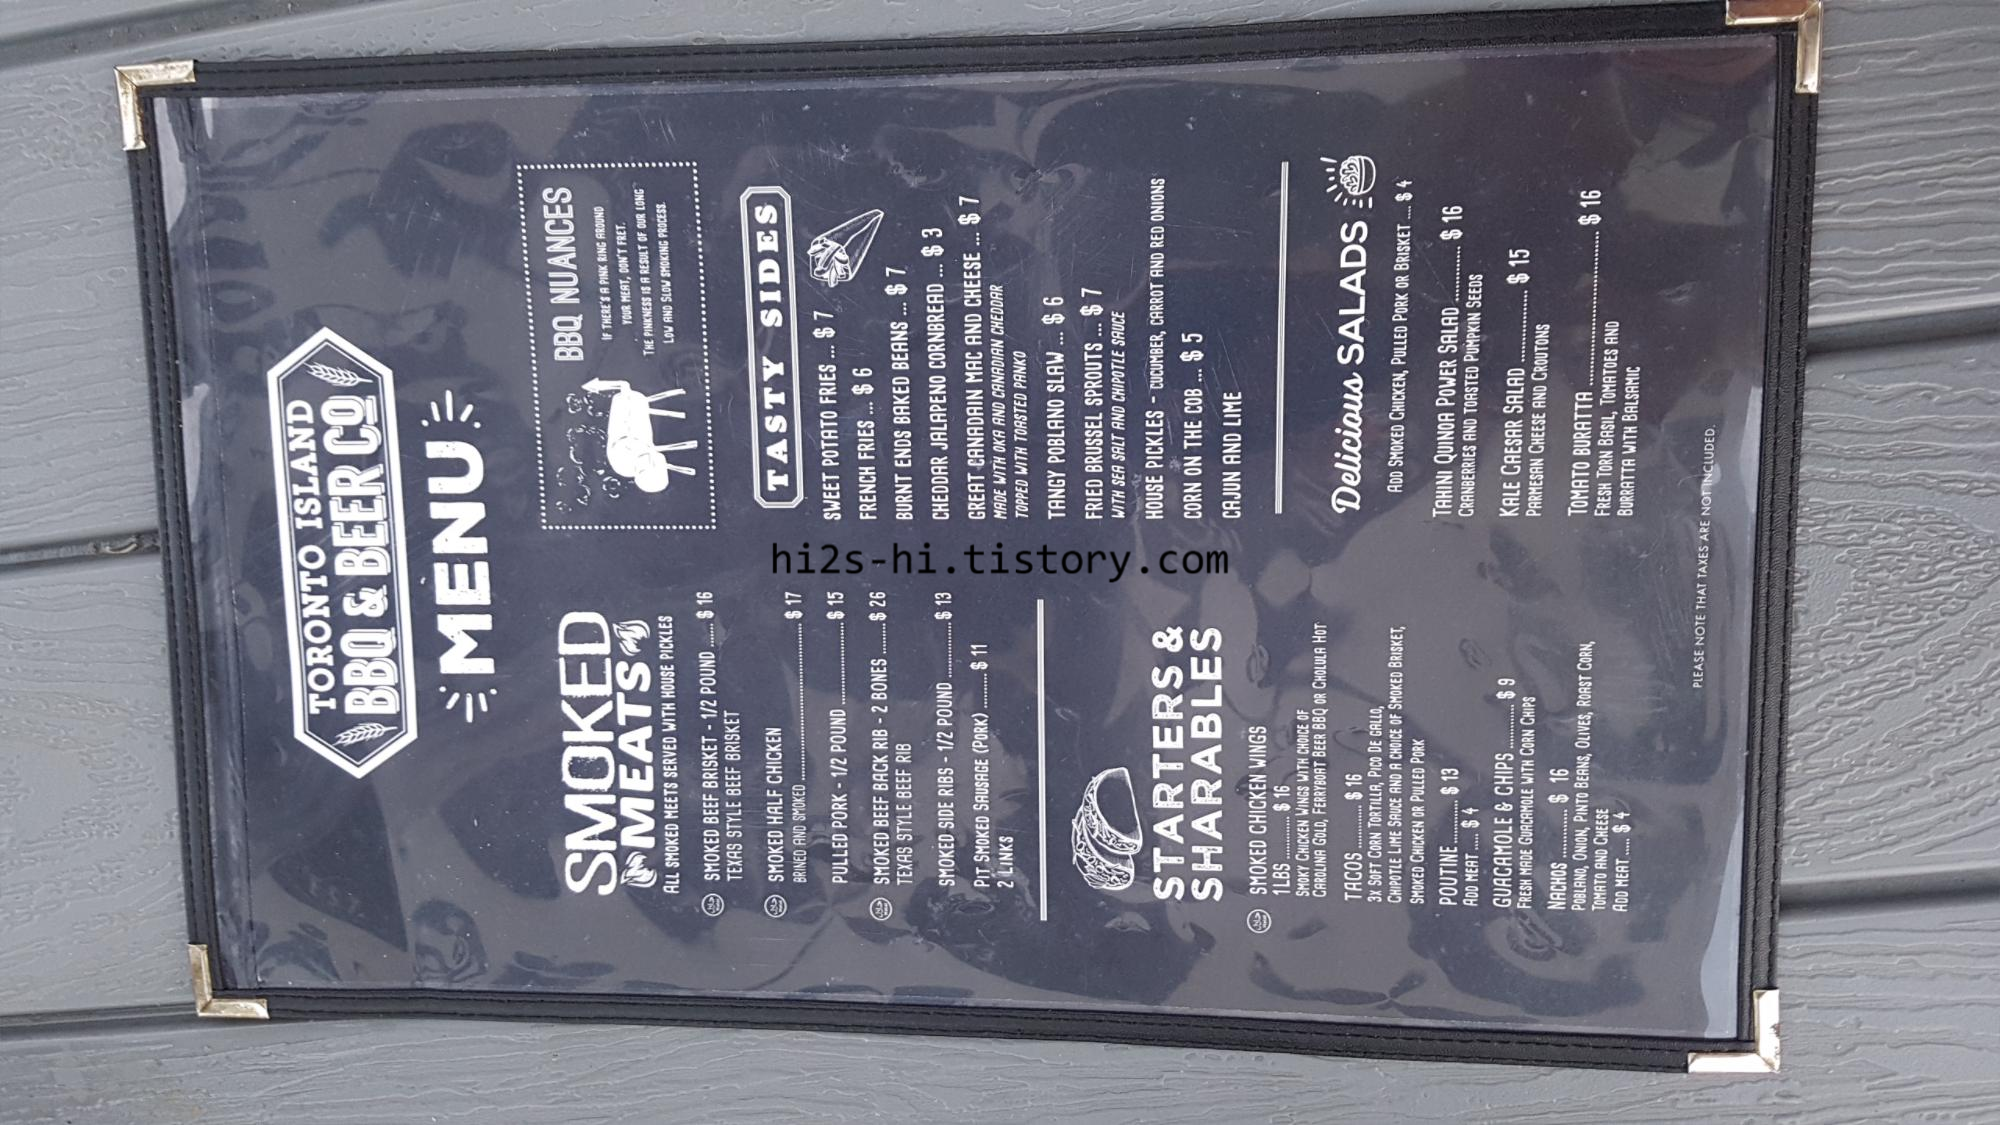 TORONTO ISLAND
BBQ & BEER CO
MENU
SMOKED
MEATS
ALL SMOKED MEETS SERVED WITH HOUSE PICKLES
SMOKED BEEF BRISKET - 1/2 POUND ...... $ 16
TEXAS STYLE BEEF BRISKET
SMOKED HALF CHICKEN
BRINED AND SMOKED ........................ $ 17
PULLED PORK - 1/2 POUND .................. $ 15
SMOKED BEEF BACK RIB - 2 BONES ....... $ 26
TEXAS STYLE BEEF RIB
SMOKED SIDE RIBS - 1/2 POUND ............. $ 13
PIT SMOKED SAUSAGE (PORK) .......... $ 11
2 LINKS
STARTERS &
SHARABLES
SMOKED CHICKEN WINGS
1 LBS ............ $ 16
SMOKY CHICKEN WINGS WITH CHOICE OF
CAROLINA GOLD, FERRYBOAT BEER BBQ OR CHOLULA HOT
TACOS ............ $ 16
3X SOFT CORN TORTILLA, PICO DE GALLO,
CHIPOTLE LIME SAUCE AND A CHOICE OF SMOKED BRISKET,
SMOKED CHICKEN OR PULLED PORK
POUTINE ............ $ 13
ADD MEAT ..... $ 4
GUACAMOLE & CHIPS .......... $ 9
FRESH MADE GUACAMOLE WITH CORN CHIPS
NACHOS ............ $ 16
POBLANO, ONION, PINTO BEANS, OLIVES, ROAST CORN,
TOMATO AND CHEESE
ADD MEAT ..... $ 4
BBQ NUANCES
IF THERE'S A PINK RING AROUND
YOUR MEAT, DON'T FRET.
THE PINKNESS IS A RESULT OF OUR LONG
LOW AND SLOW SMOKING PROCESS.
TASTY SIDES
SWEET POTATO FRIES ... $ 7
FRENCH FRIES ... $ 6
BURNT ENDS BAKED BEANS ... $ 7
CHEDDAR JALAPENO CORNBREAD ... $ 3
GREAT CANADAIN MAC AND CHEESE ... $ 7
MADE WITH OKA AND CANADIAN CHEDDAR
TOPPED WITH TOASTED PANKO
TANGY POBLANO SLAW ... $ 6
FRIED BRUSSEL SPROUTS ... $ 7
WITH SEA SALT AND CHIPOTLE SAUCE
HOUSE PICKLES - CUCUMBER, CARROT AND RED ONIONS
CORN ON THE COB ... $ 5
CAJUN AND LIME
Delicious SALADS
ADD SMOKED CHICKEN, PULLED PORK OR BRISKET ... $ 4
TAHINI QUINOA POWER SALAD ............ $ 16
CRANBERRIES AND TOASTED PUMPKIN SEEDS
KALE CAESAR SALAD ................ $ 15
PARMESAN CHEESE AND CROUTONS
TOMATO BURATTA ............................ $ 16
FRESH TORN BASIL, TOMATOES AND
BURRATTA WITH BALSAMIC
PLEASE NOTE THAT TAXES ARE NOT INCLUDED.
hi2s-hi.tistory.com